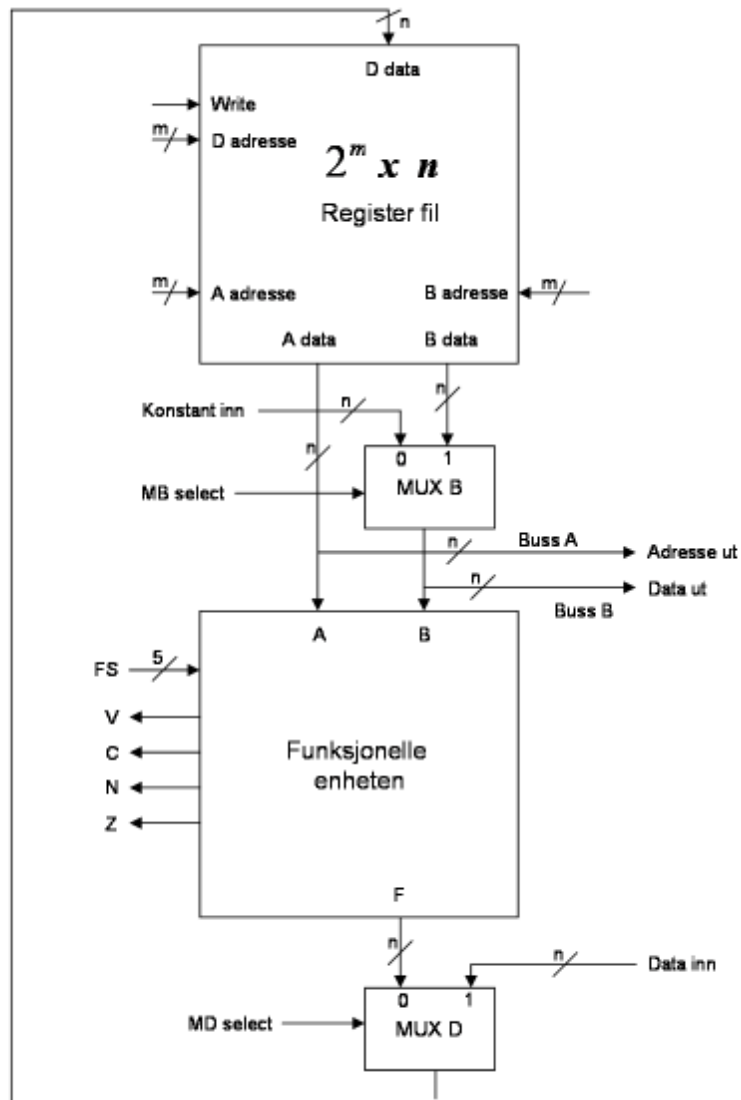 n
D data
Write
m
D adresse
2^m x n
Register fil
m
A adresse
B adresse
m
A data
B data
Konstant inn
n
n
n
0 1
MUX B
MB select
n
Buss A
Adresse ut
n
Data ut
Buss B
A
B
FS
5
V
C
N
Z
Funksjonelle
enheten
F
n
n
Data inn
0 1
MUX D
MD select